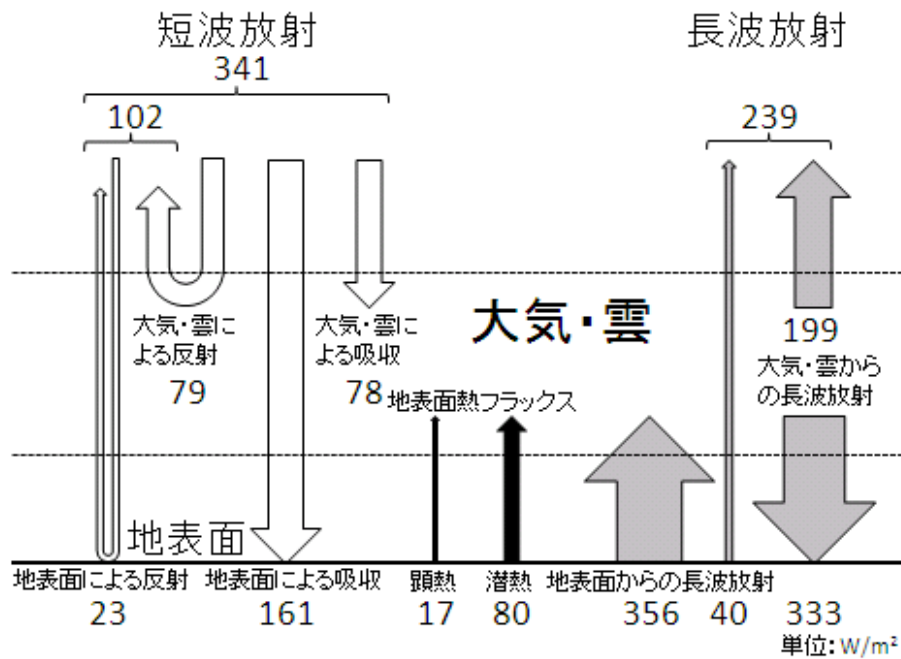 短波放射
長波放射
341
102
239
大気・雲に
よる反射
79
大気・雲に
よる吸収
78
大気・雲
199
大気・雲から
の長波放射
地表面熱フラックス
地表面
地表面による反射
23
地表面による吸収
161
顕熱
17
潜熱
80
地表面からの長波放射
356
40
333
単位: W/m²